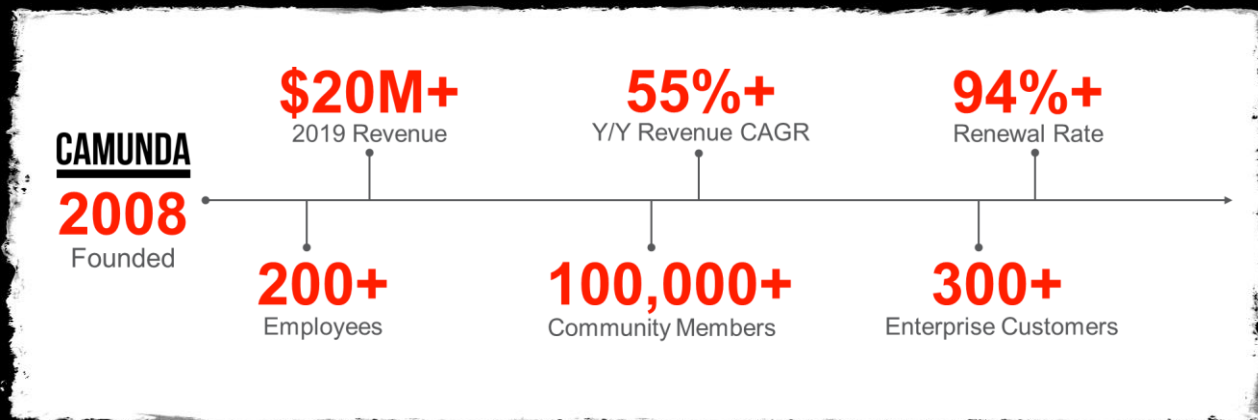 CAMUNDA
2008
Founded
$20M+
2019 Revenue
55%+
Y/Y Revenue CAGR
94%+
Renewal Rate
200+
Employees
100,000+
Community Members
300+
Enterprise Customers